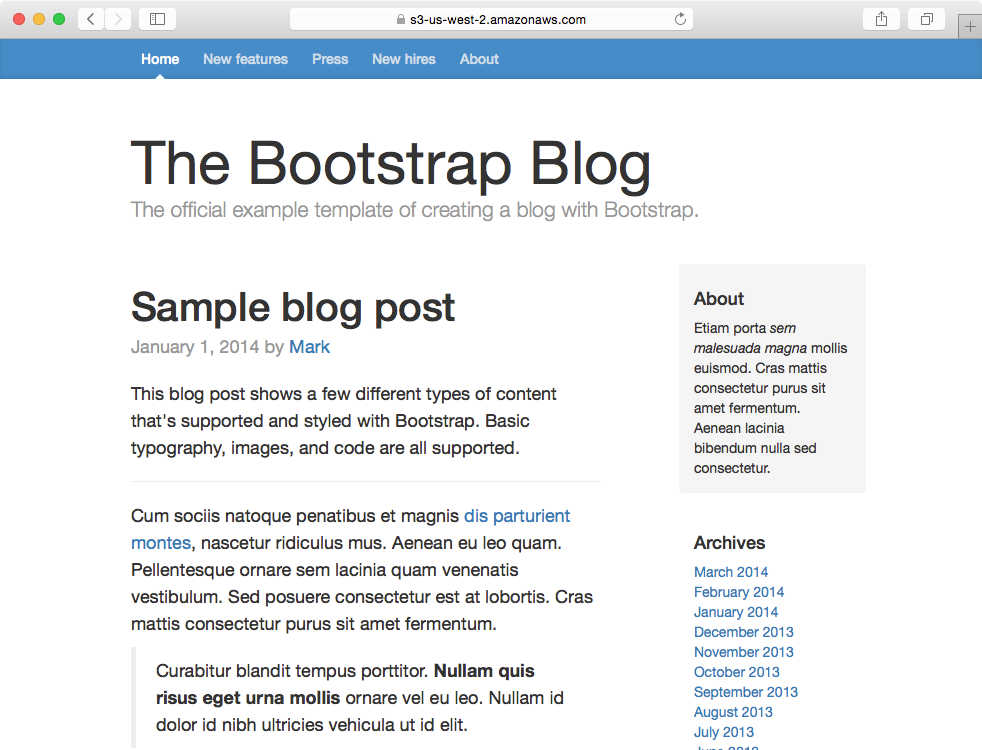 s3-us-west-2.amazonaws.com
Home New features Press New hires About
The Bootstrap Blog
The official example template of creating a blog with Bootstrap.
Sample blog post
January 1, 2014 by Mark
This blog post shows a few different types of content
that's supported and styled with Bootstrap. Basic
typography, images, and code are all supported.
Cum sociis natoque penatibus et magnis dis parturient
montes, nascetur ridiculus mus. Aenean eu leo quam.
Pellentesque ornare sem lacinia quam venenatis
vestibulum. Sed posuere consectetur est at lobortis. Cras
mattis consectetur purus sit amet fermentum.
Curabitur blandit tempus porttitor. Nullam quis
risus eget urna mollis ornare vel eu leo. Nullam id
dolor id nibh ultricies vehicula ut id elit.
About
Etiam porta sem
malesuada magna mollis
euismod. Cras mattis
consectetur purus sit
amet fermentum.
Aenean lacinia
bibendum nulla sed
consectetur.
Archives
March 2014
February 2014
January 2014
December 2013
November 2013
October 2013
September 2013
August 2013
July 2013